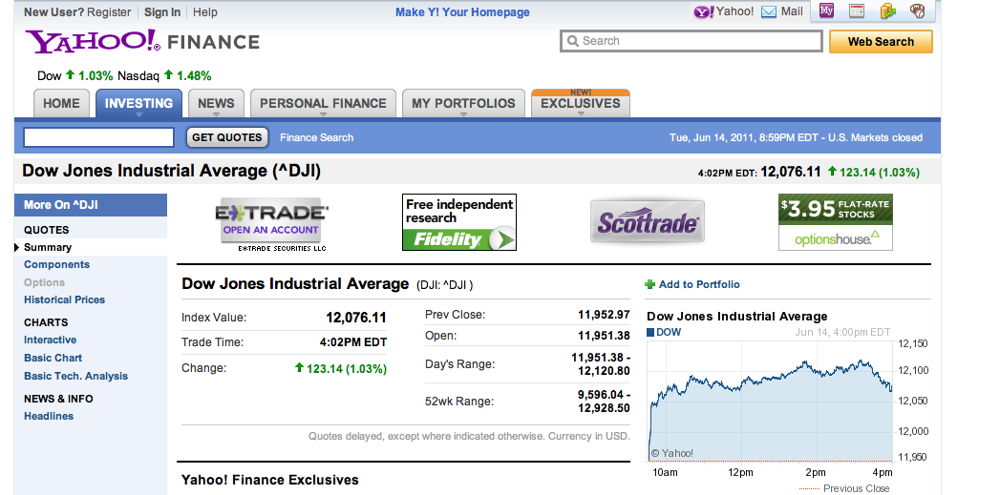 New User? Register Sign In Help Make Y! Your Homepage Yahoo! Mail My
YAHOO! FINANCE Search Web Search
Dow 1.03% Nasdaq 1.48%
HOME INVESTING NEWS PERSONAL FINANCE MY PORTFOLIOS NEW! EXCLUSIVES
GET QUOTES Finance Search Tue, Jun 14, 2011, 8:59PM EDT - U.S. Markets closed
Dow Jones Industrial Average (^DJI) 4:02PM EDT: 12,076.11 123.14 (1.03%)
More On ^DJI
QUOTES
Summary
Components
Options
Historical Prices
CHARTS
Interactive
Basic Chart
Basic Tech. Analysis
NEWS & INFO
Headlines
E*TRADE
OPEN AN ACCOUNT
E*TRADE SECURITIES LLC
Free independent
research
Fidelity
Scottrade
$3.95 FLAT-RATE
STOCKS
optionshouse.
Dow Jones Industrial Average (DJI: ^DJI )
Index Value: 12,076.11
Trade Time: 4:02PM EDT
Change: 123.14 (1.03%)
Prev Close: 11,952.97
Open: 11,951.38
Day's Range: 11,951.38 -
12,120.80
52wk Range: 9,596.04 -
12,928.50
Quotes delayed, except where indicated otherwise. Currency in USD.
Yahoo! Finance Exclusives
Add to Portfolio
Dow Jones Industrial Average
DOW Jun 14, 4:00pm EDT
12,150
12,100
12,050
12,000
11,950
© Yahoo!
10am 12pm 2pm 4pm
Previous Close